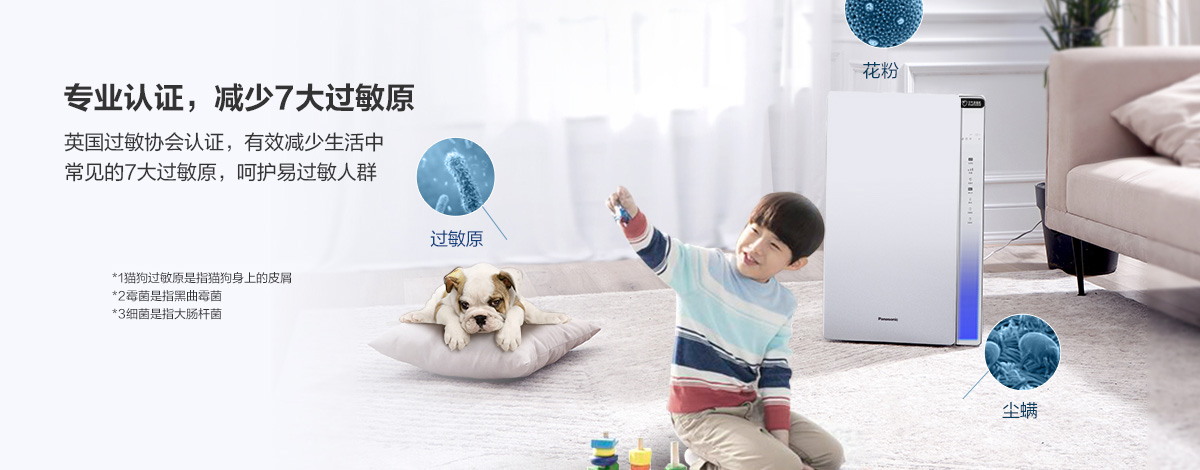 专业认证，减少7大过敏原
英国过敏协会认证，有效减少生活中
常见的7大过敏原，呵护易过敏人群
*1猫狗过敏原是指猫狗身上的皮屑
*2霉菌是指黑曲霉菌
*3细菌是指大肠杆菌
过敏原
花粉
Panasonic
尘螨